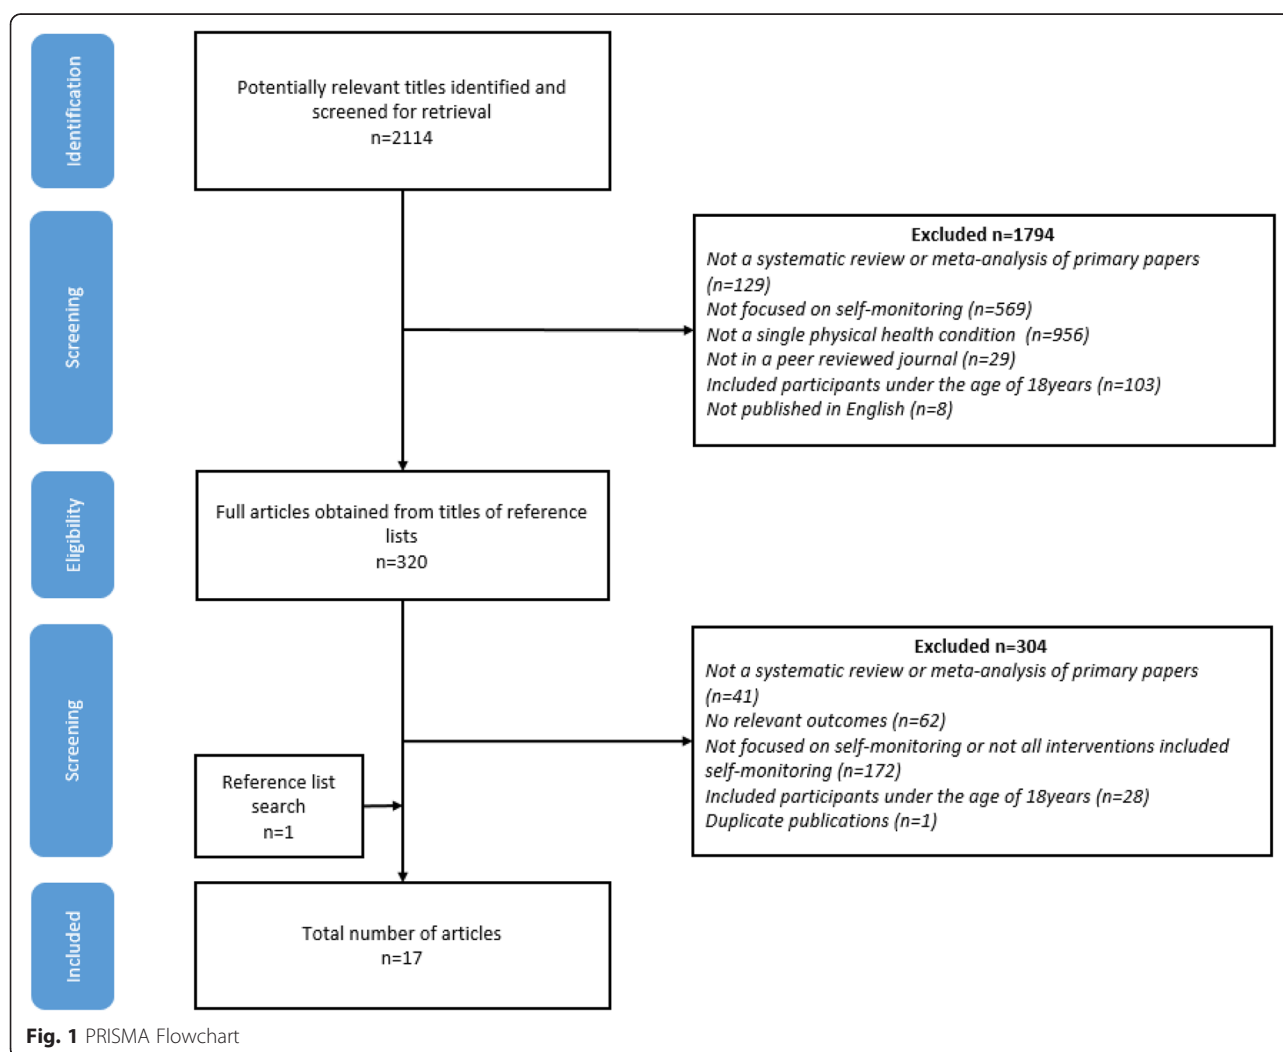 Identification
Potentially relevant titles identified and
screened for retrieval
n=2114
Screening
Excluded n=1794
Not a systematic review or meta-analysis of primary papers
(n=129)
Not focused on self-monitoring (n=569)
Not a single physical health condition (n=956)
Not in a peer reviewed journal (n=29)
Included participants under the age of 18years (n=103)
Not published in English (n=8)
Eligibility
Full articles obtained from titles of reference
lists
n=320
Screening
Excluded n=304
Not a systematic review or meta-analysis of primary papers
(n=41)
No relevant outcomes (n=62)
Not focused on self-monitoring or not all interventions included
self-monitoring (n=172)
Included participants under the age of 18years (n=28)
Duplicate publications (n=1)
Reference list
search
n=1
Included
Total number of articles
n=17
Fig. 1 PRISMA Flowchart